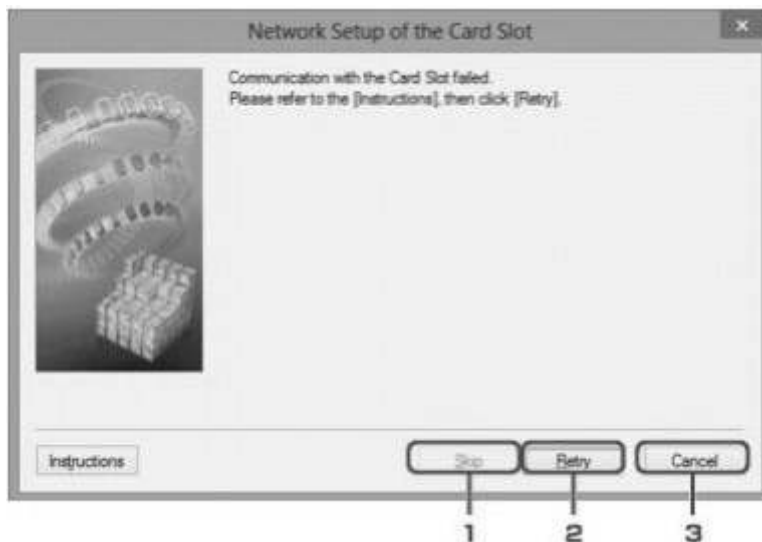 Network Setup of the Card Slot
Communication with the Card Slot failed.
Please refer to the [Instructions], then click [Retry].
Instructions
Skip
Retry
Cancel
1
2
3